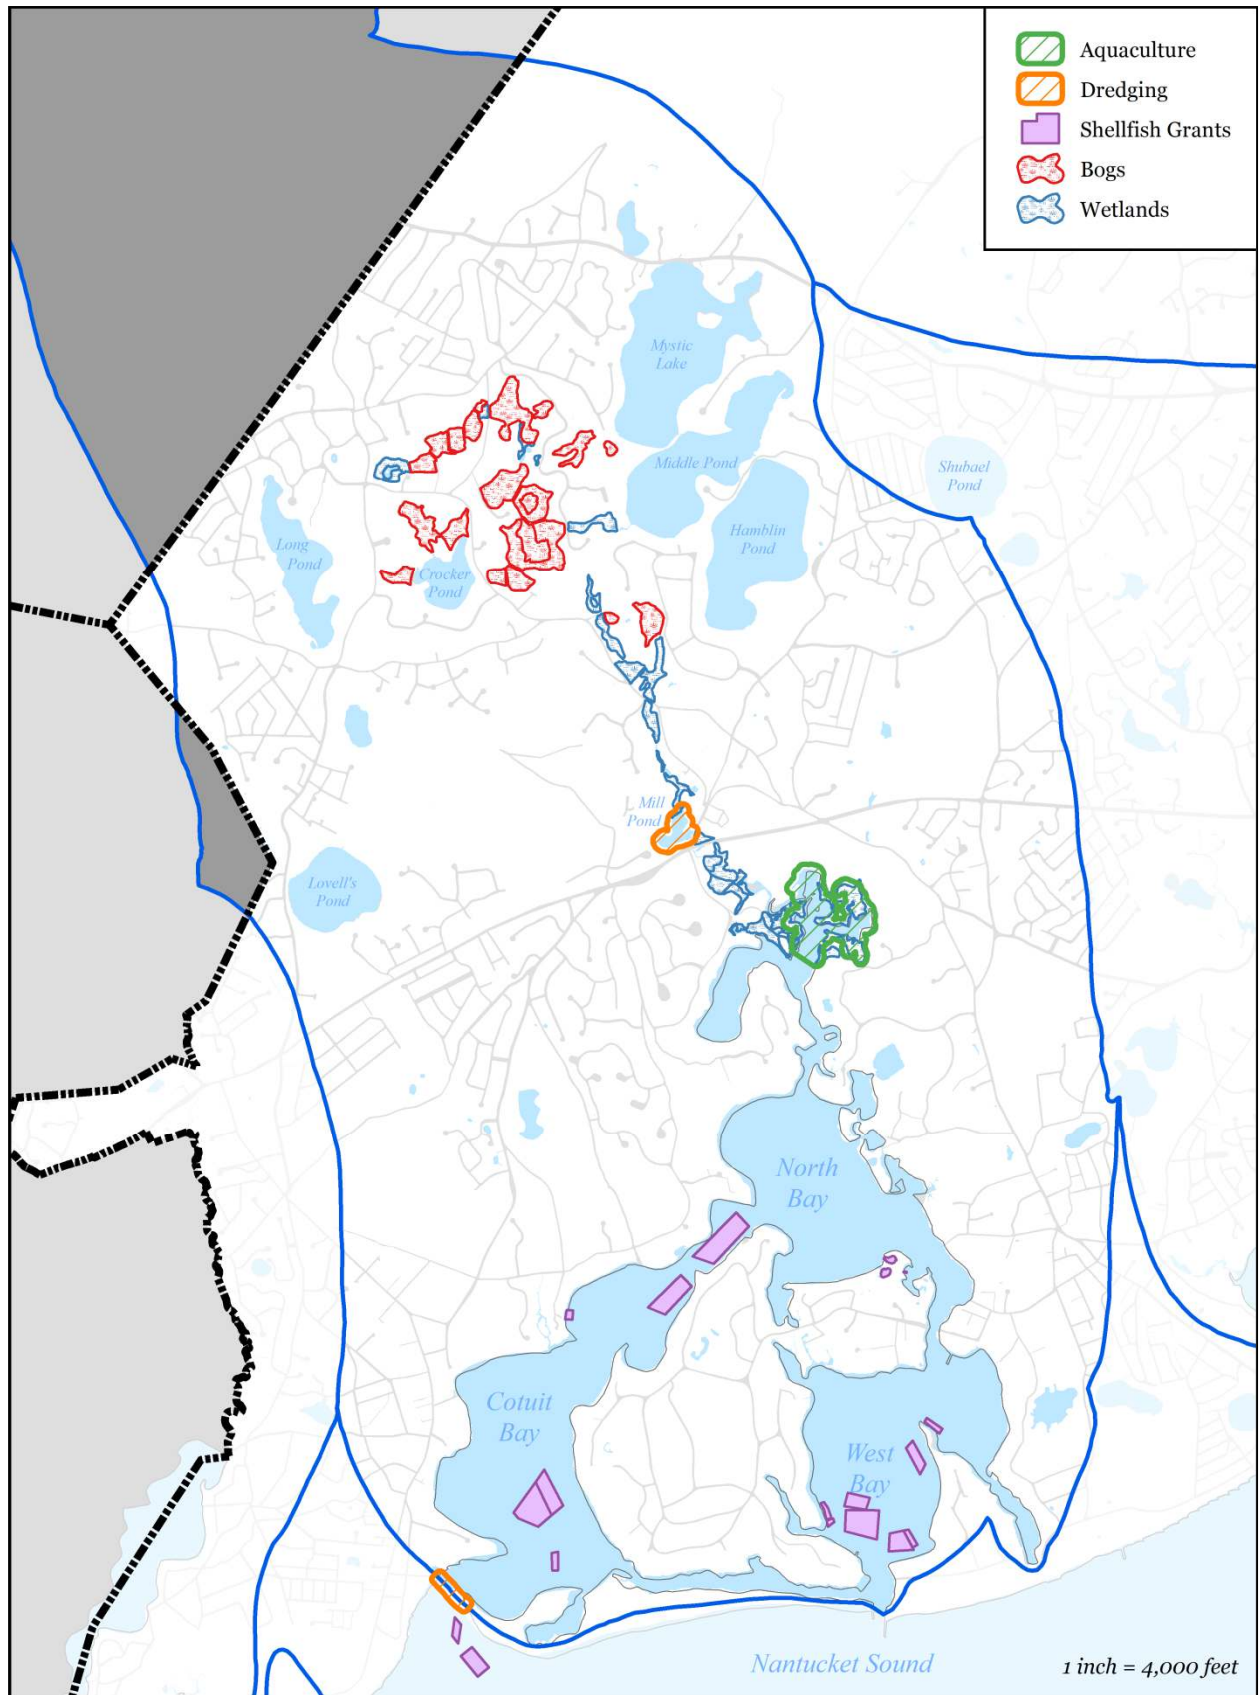 Aquaculture
Dredging
Shellfish Grants
Bogs
Wetlands
Mystic
Lake
Middle Pond
Shubael
Pond
Hamblin
Pond
Long
Pond
Crocker
Pond
Mill
Pond
Lovell's
Pond
North
Bay
Cotuit
Bay
West
Bay
Nantucket Sound
1 inch = 4,000 feet